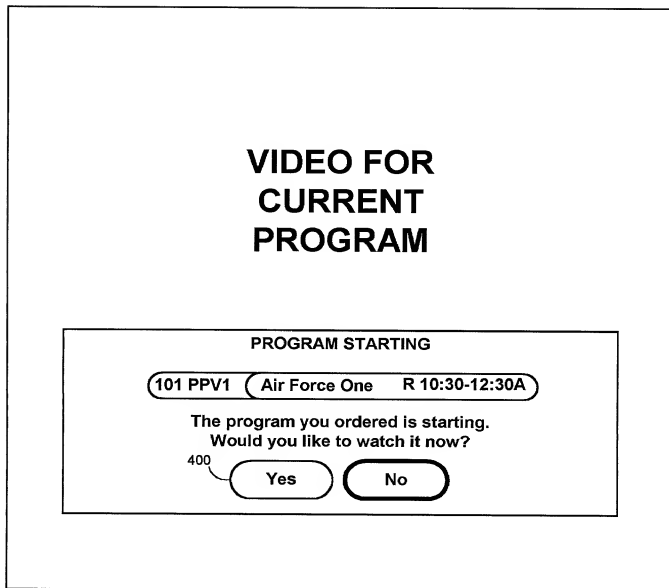 VIDEO FOR
CURRENT
PROGRAM
PROGRAM STARTING
101 PPV1 Air Force One R 10:30-12:30A
The program you ordered is starting.
Would you like to watch it now?
400
Yes No